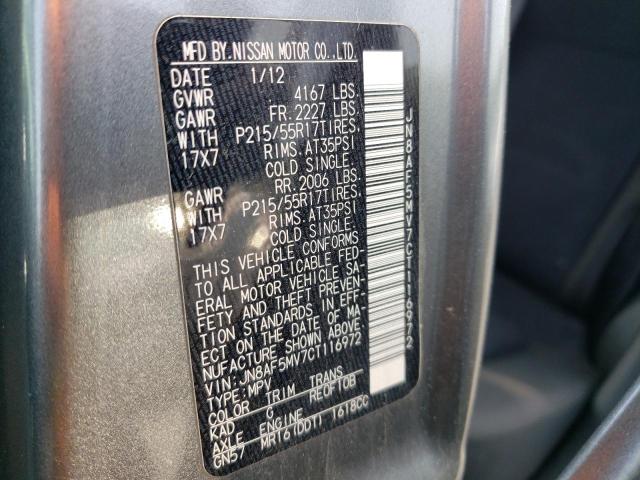 MFD BY.NISSAN MOTOR CO.,LTD.
DATE 1/12
GVWR 4167 LBS.
GAWR FR. 2227 LBS.
WITH P215/55R17TIRES.
17X7 RIMS AT35PSI
COLD SINGLE.
GAWR RR. 2006 LBS.
WITH P215/55R17TIRES.
17X7 RIMS AT35PSI
COLD SINGLE.
THIS VEHICLE CONFORMS
TO ALL APPLICABLE FED-
ERAL MOTOR VEHICLE SA-
FETY AND THEFT PREVEN-
TION STANDARDS IN EFF-
ECT ON THE DATE OF MA-
NUFACTURE SHOWN ABOVE.
VIN:JN8AF5MV7CT116972
TYPE:MPV
COLOR TRIM TRANS
KAD G RE0F10B
AXLE ENGINE
GN57 MR16(DDT) 1618CC
JN8AF5MV7CT116972